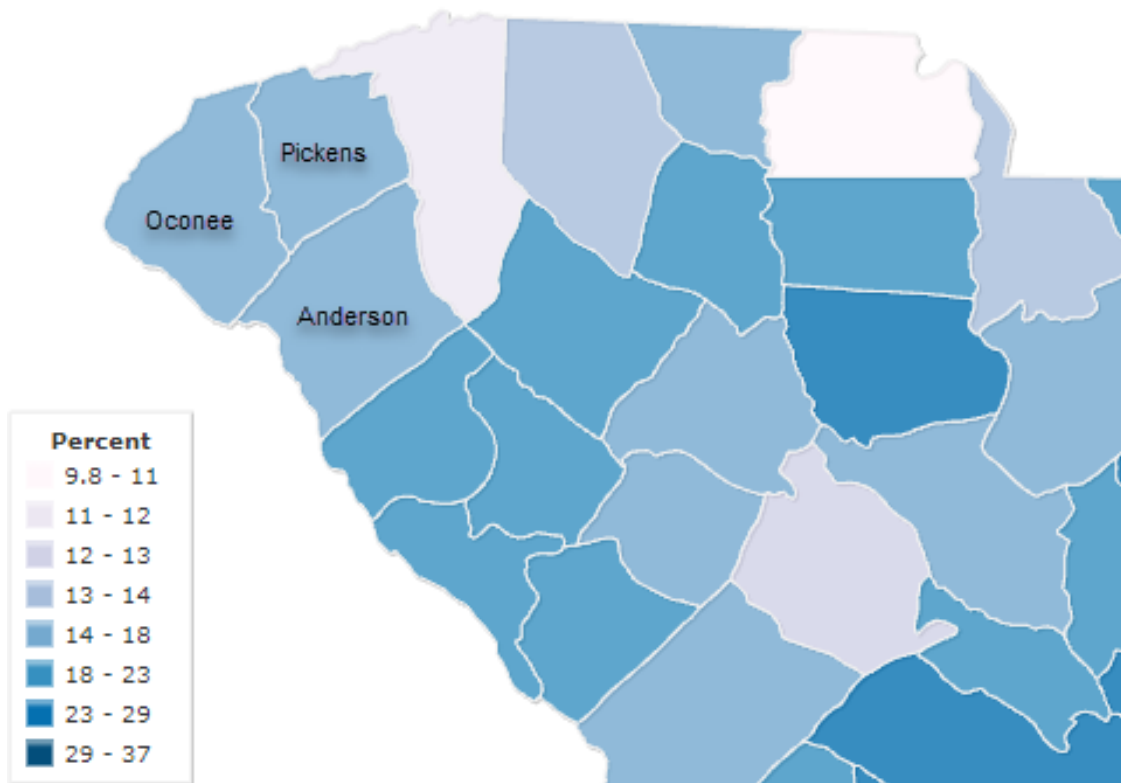 Pickens
Oconee
Anderson
Percent
9.8 - 11
11 - 12
12 - 13
13 - 14
14 - 18
18 - 23
23 - 29
29 - 37